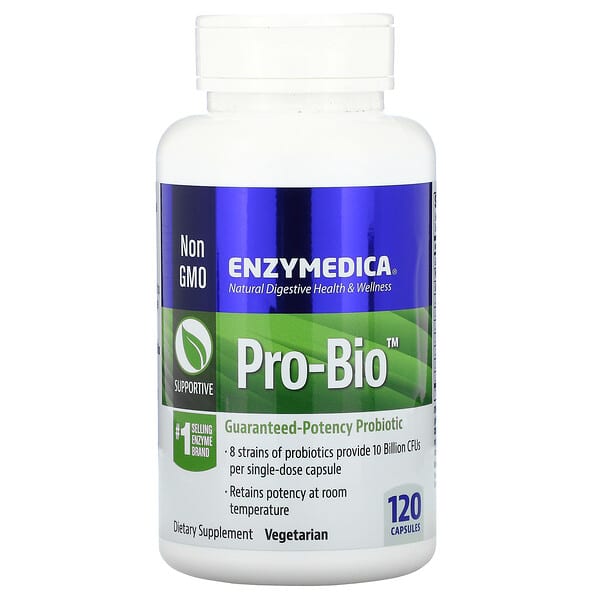 Non
GMO
ENZYMEDICA®
Natural Digestive Health & Wellness
SUPPORTIVE
Pro-Bio™
#1 SELLING
ENZYME
BRAND
Guaranteed-Potency Probiotic
· 8 strains of probiotics provide 10 Billion CFUs
per single-dose capsule
· Retains potency at room
temperature
Dietary Supplement Vegetarian
120
CAPSULES